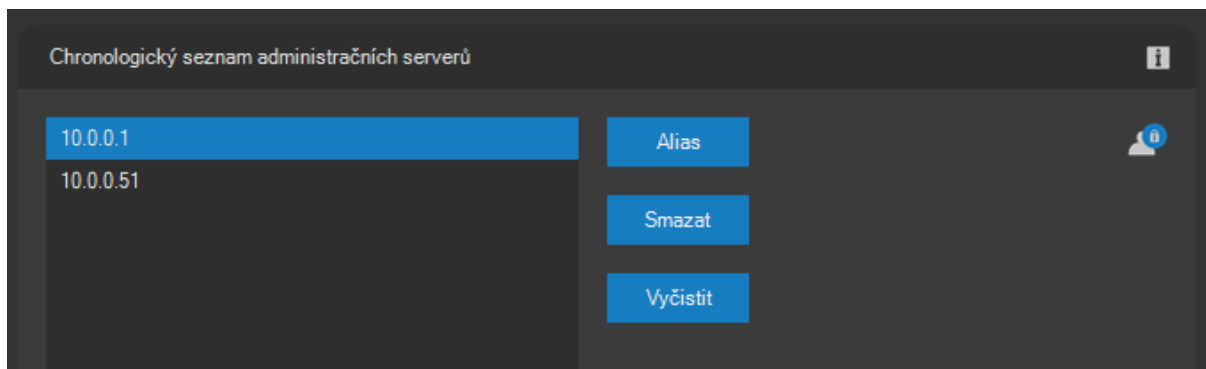 Chronologický seznam administračních serverů
10.0.0.1
Alias
10.0.0.51
Smazat
Vyčistit